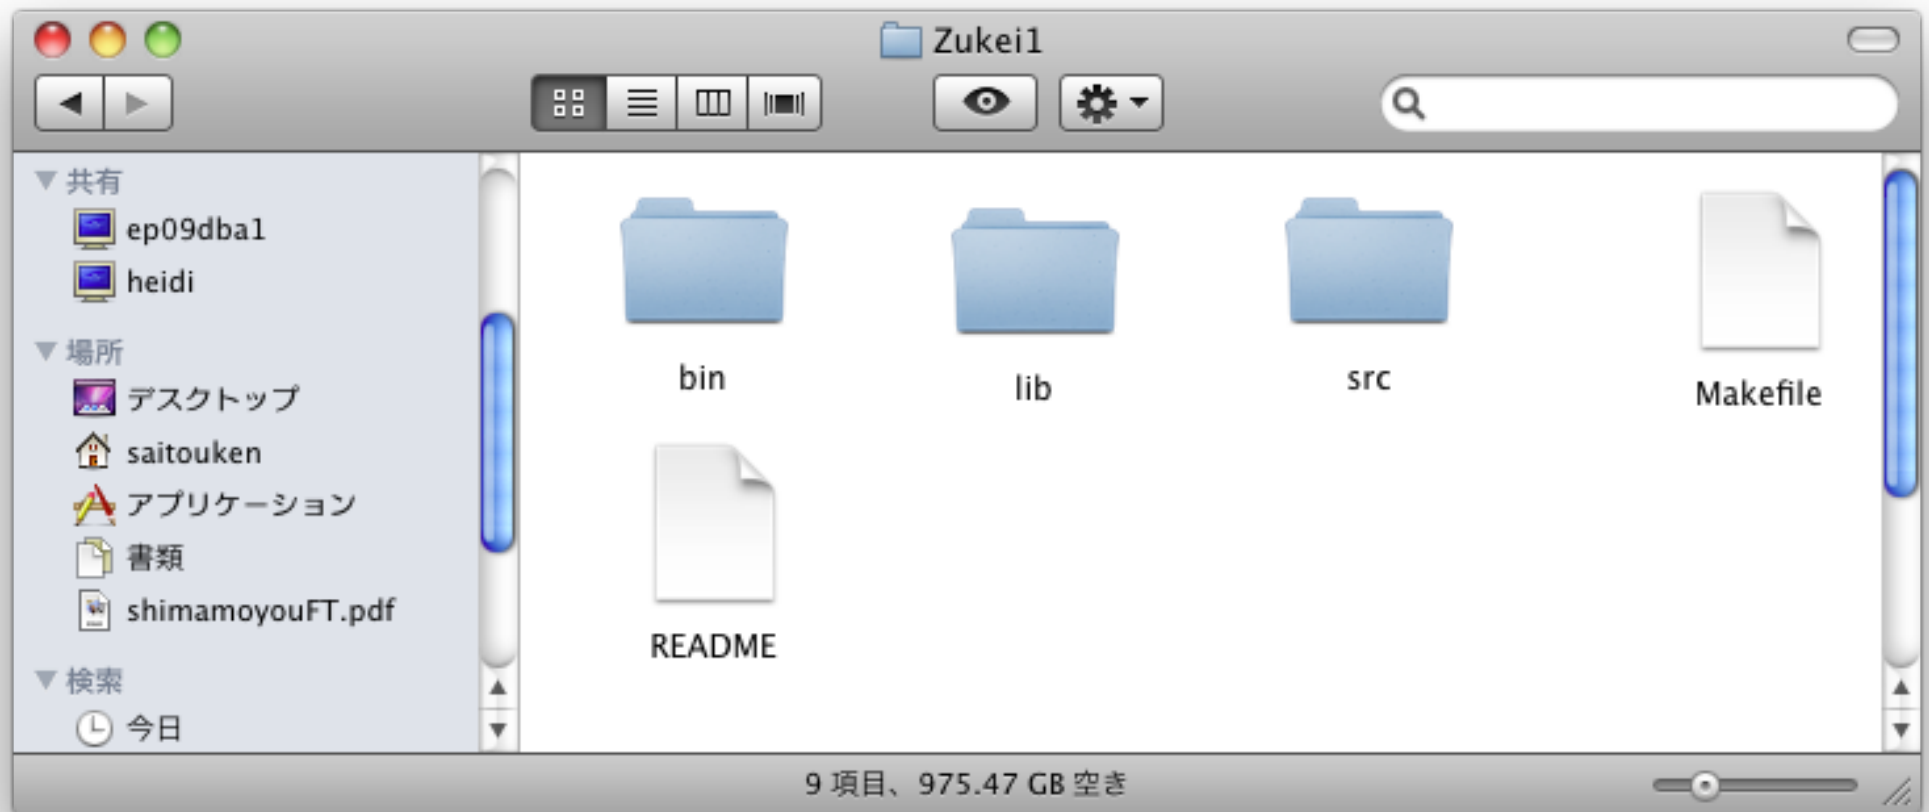 Zukei1
共有
ep09dba1
heidi
場所
デスクトップ
saitouken
アプリケーション
書類
shimamoyouFT.pdf
検索
今日
bin
lib
src
Makefile
README
9 項目、975.47 GB 空き